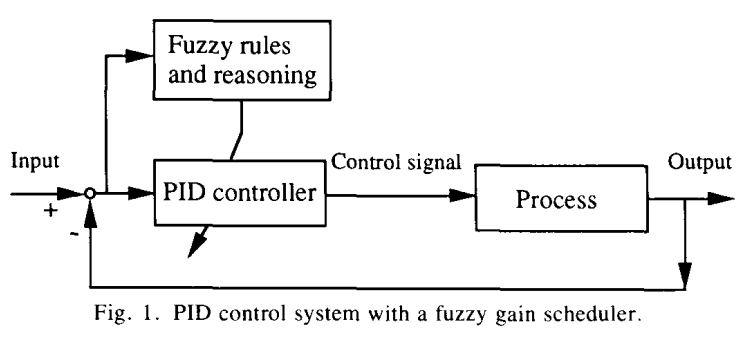 Fuzzy rules
and reasoning
Input
Control signal
Output
+
PID controller
Process
-
Fig. 1. PID control system with a fuzzy gain scheduler.